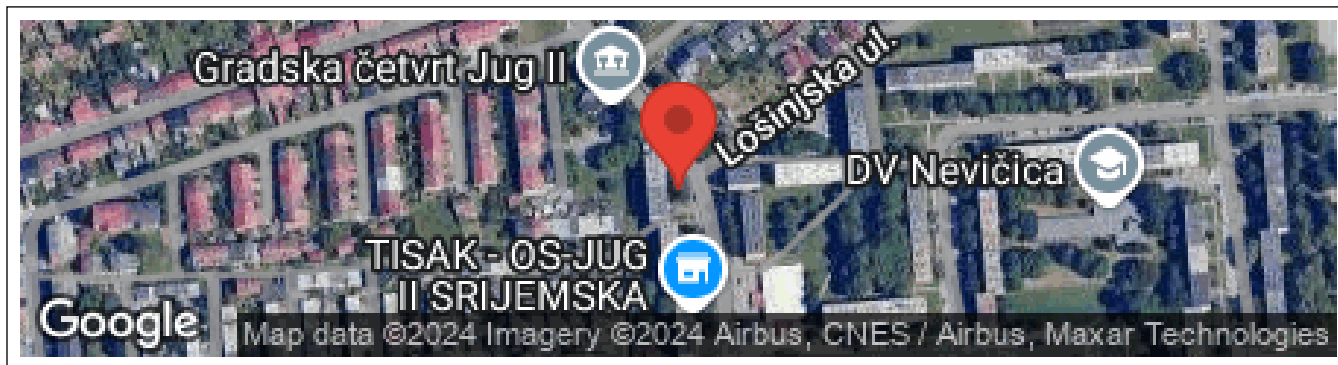 Gradska četvrt Jug II
Lošinjska ul.
DV Nevičica
TISAK - OS-JUG
II SRIJEMSKA
Google
Map data ©2024 Imagery ©2024 Airbus, CNES / Airbus, Maxar Technologies